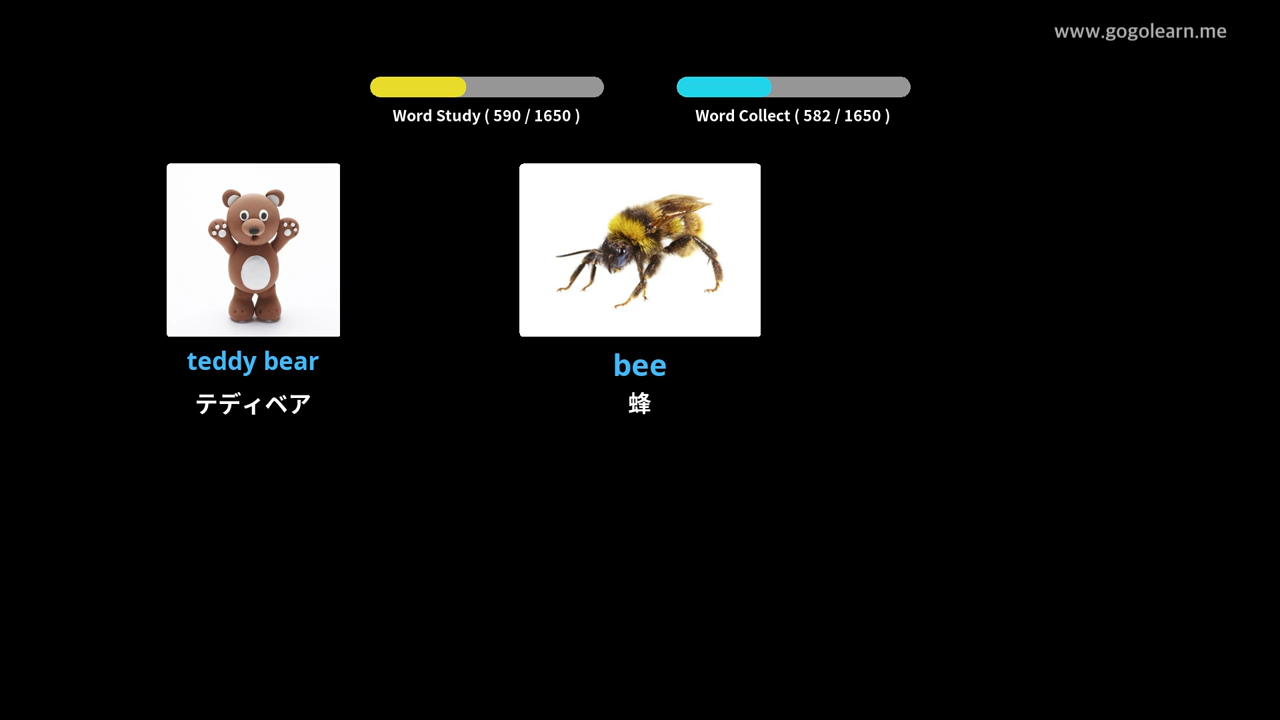 www.gogolearn.me
Word Study ( 590 / 1650 )
Word Collect ( 582 / 1650 )
teddy bear
テディベア
bee
蜂